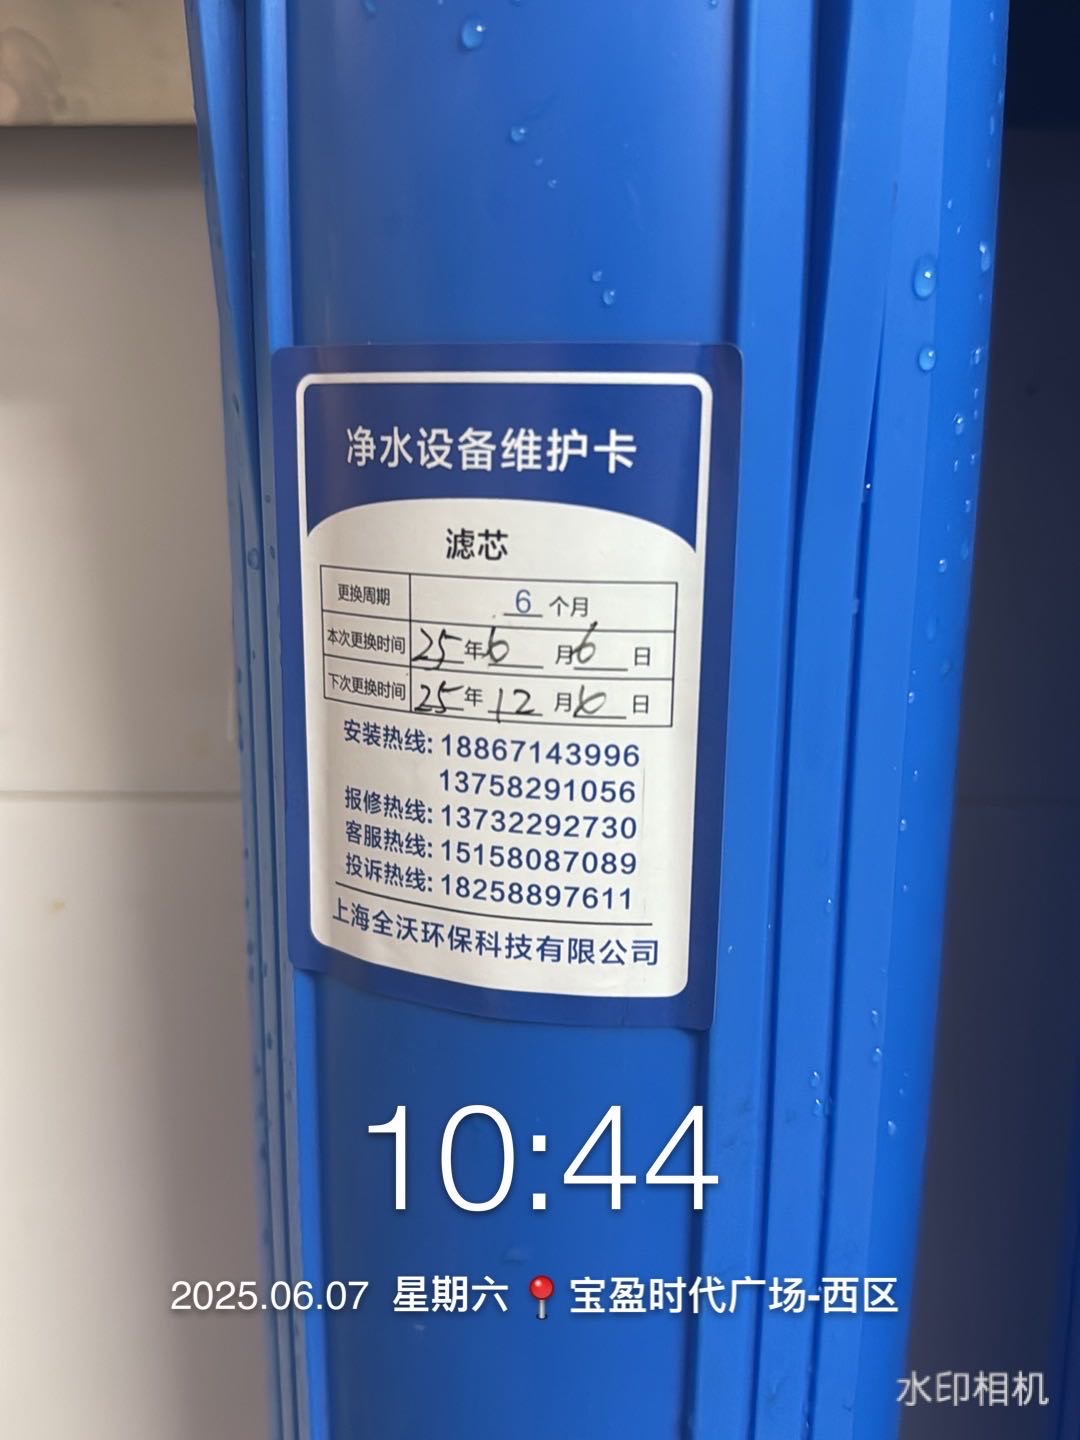 净水设备维护卡
滤芯
更换周期 6 个月
本次更换时间 25年6月6日
下次更换时间 25年12月6日
安装热线: 18867143996
13758291056
报修热线: 13732292730
客服热线: 15158087089
投诉热线: 18258897611
上海全沃环保科技有限公司
10:44
2025.06.07 星期六 宝盈时代广场-西区
水印相机